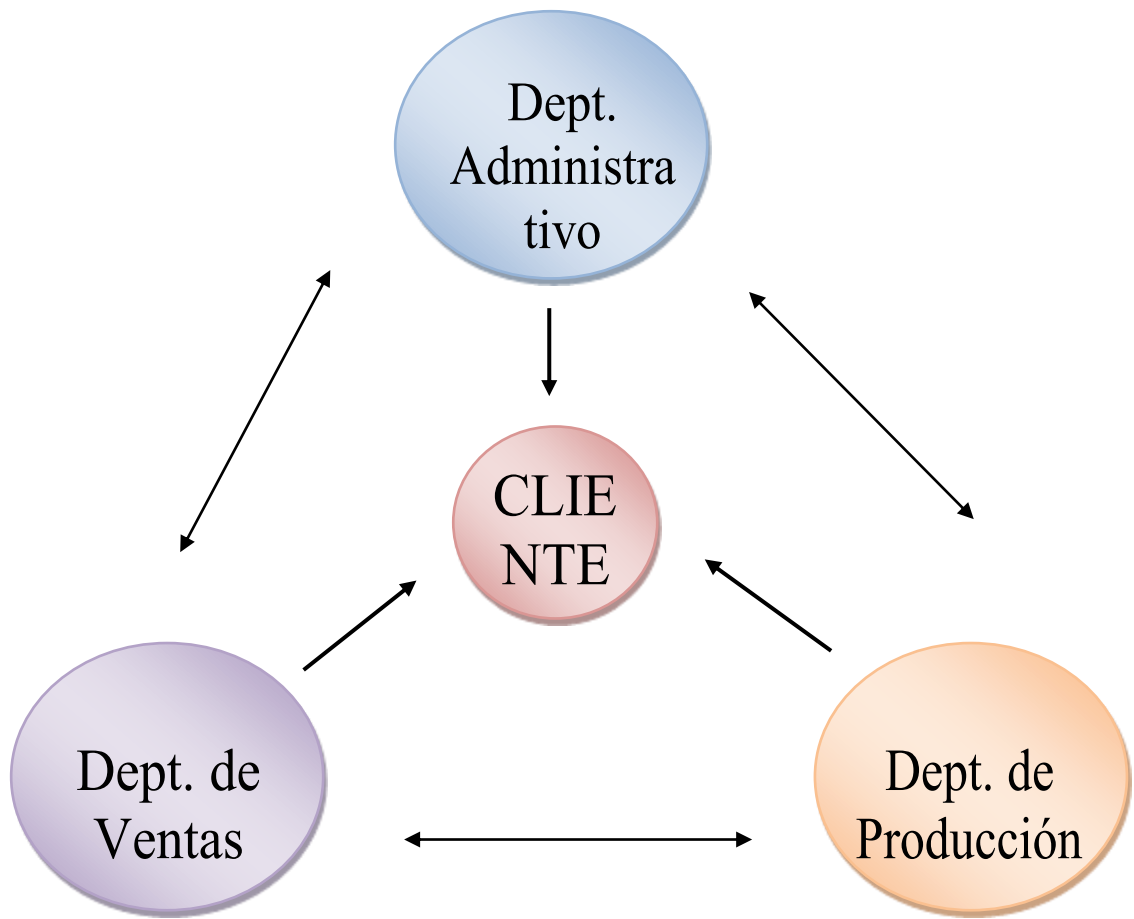 Dept.
Administra
tivo
CLIE
NTE
Dept. de
Ventas
Dept. de
Producción